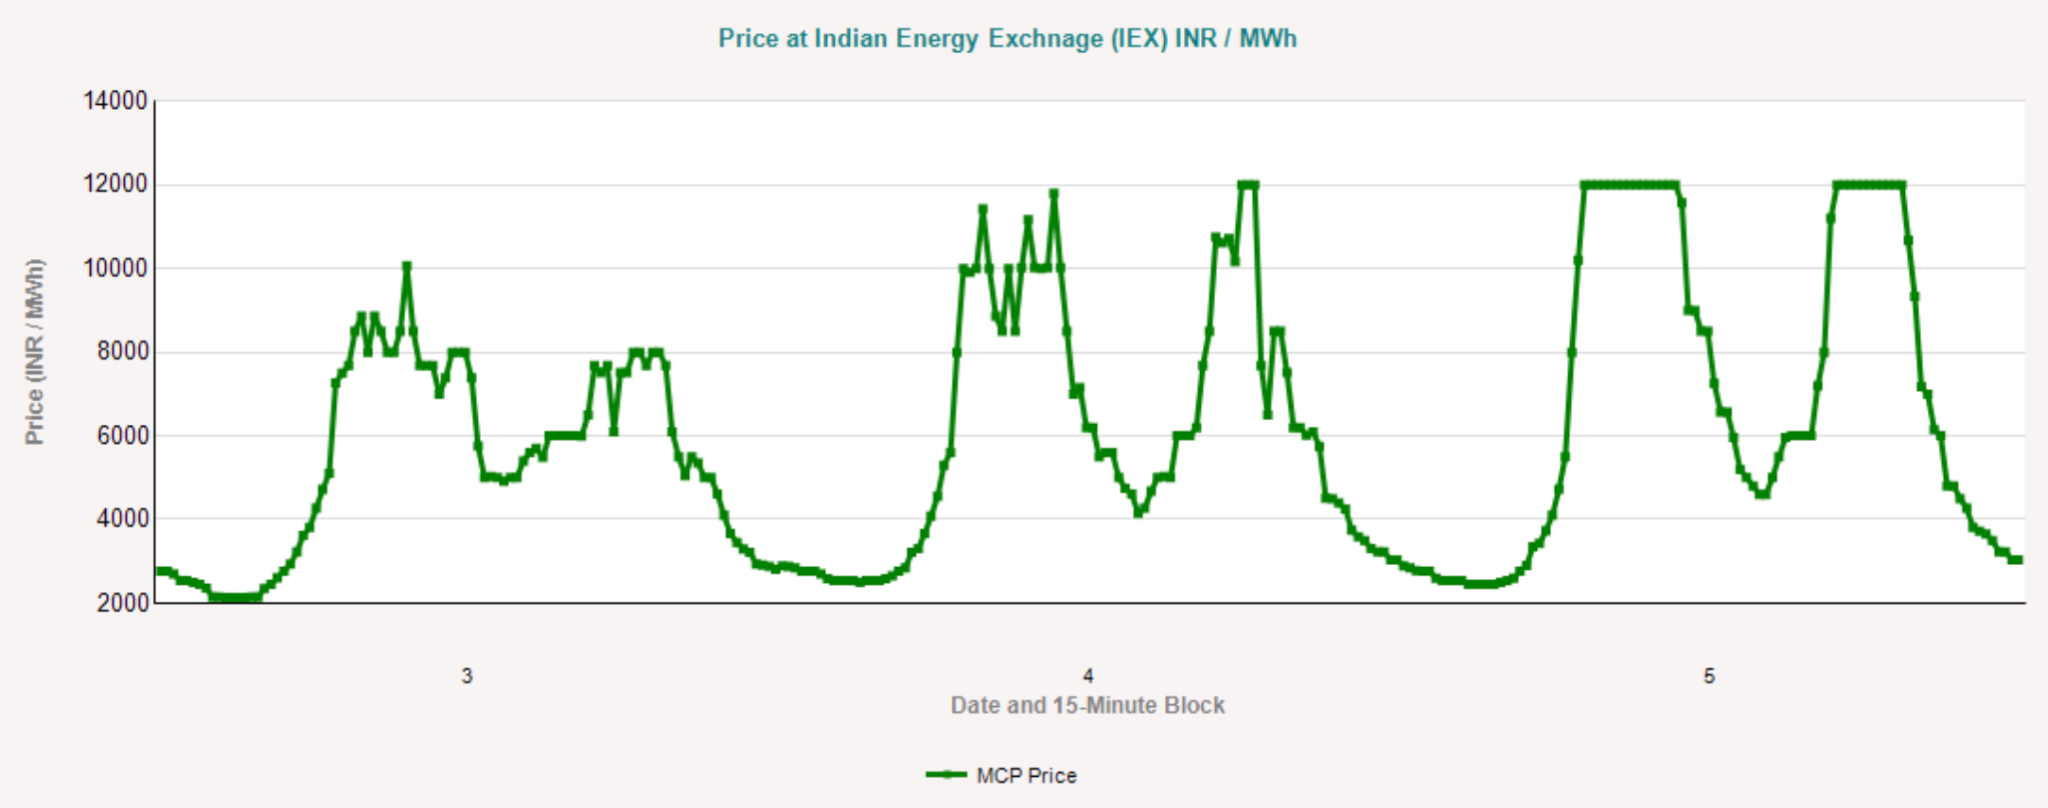 Price at Indian Energy Exchnage (IEX) INR / MWh
14000
12000
10000
8000
6000
4000
2000
Price (INR / MWh)
3
4
5
Date and 15-Minute Block
MCP Price